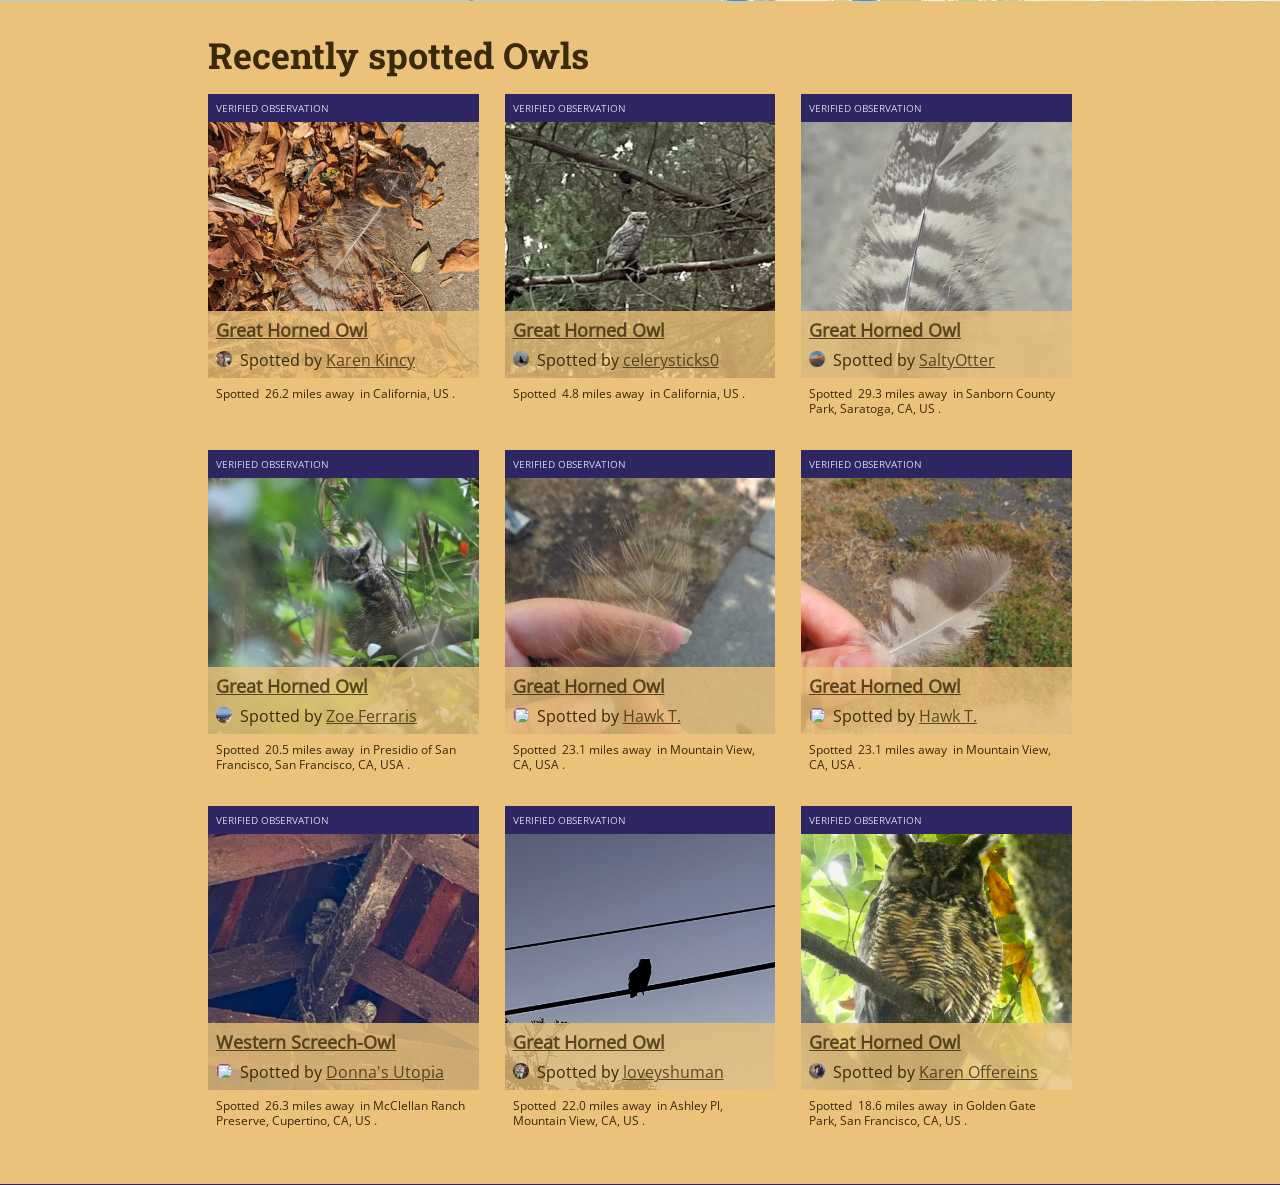 Recently spotted Owls
VERIFIED OBSERVATION
VERIFIED OBSERVATION
VERIFIED OBSERVATION
Great Horned Owl
Spotted by Karen Kincy
Spotted 26.2 miles away in California, US .
Great Horned Owl
Spotted by celerysticks0
Spotted 4.8 miles away in California, US .
Great Horned Owl
Spotted by SaltyOtter
Spotted 29.3 miles away in Sanborn County
Park, Saratoga, CA, US .
VERIFIED OBSERVATION
VERIFIED OBSERVATION
VERIFIED OBSERVATION
Great Horned Owl
Spotted by Zoe Ferraris
Spotted 20.5 miles away in Presidio of San
Francisco, San Francisco, CA, USA .
Great Horned Owl
Spotted by Hawk T.
Spotted 23.1 miles away in Mountain View,
CA, USA .
Great Horned Owl
Spotted by Hawk T.
Spotted 23.1 miles away in Mountain View,
CA, USA .
VERIFIED OBSERVATION
VERIFIED OBSERVATION
VERIFIED OBSERVATION
Western Screech-Owl
Spotted by Donna's Utopia
Spotted 26.3 miles away in McClellan Ranch
Preserve, Cupertino, CA, US .
Great Horned Owl
Spotted by loveyshuman
Spotted 22.0 miles away in Ashley Pl,
Mountain View, CA, US .
Great Horned Owl
Spotted by Karen Offereins
Spotted 18.6 miles away in Golden Gate
Park, San Francisco, CA, US .